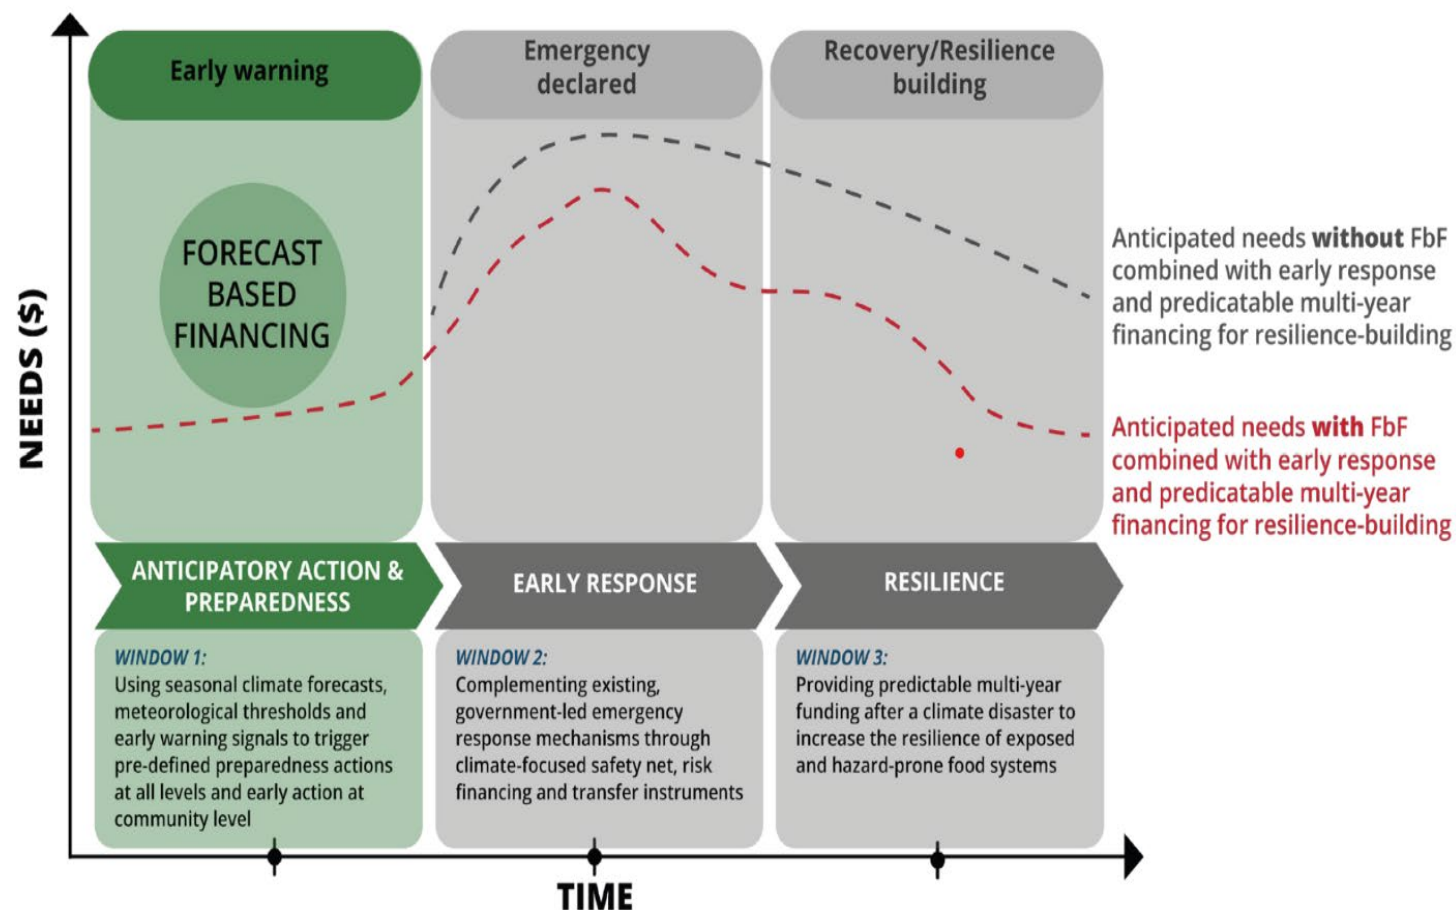 Early warning
Emergency
declared
Recovery/Resilience
building
FORECAST
BASED
FINANCING
NEEDS ($)
Anticipated needs without FbF
combined with early response
and predicatable multi-year
financing for resilience-building
Anticipated needs with FbF
combined with early response
and predicatable multi-year
financing for resilience-building
ANTICIPATORY ACTION &
PREPAREDNESS
EARLY RESPONSE
RESILIENCE
WINDOW 1:
Using seasonal climate forecasts,
meteorological thresholds and
early warning signals to trigger
pre-defined preparedness actions
at all levels and early action at
community level
WINDOW 2:
Complementing existing,
government-led emergency
response mechanisms through
climate-focused safety net, risk
financing and transfer instruments
WINDOW 3:
Providing predictable multi-year
funding after a climate disaster to
increase the resilience of exposed
and hazard-prone food systems
TIME